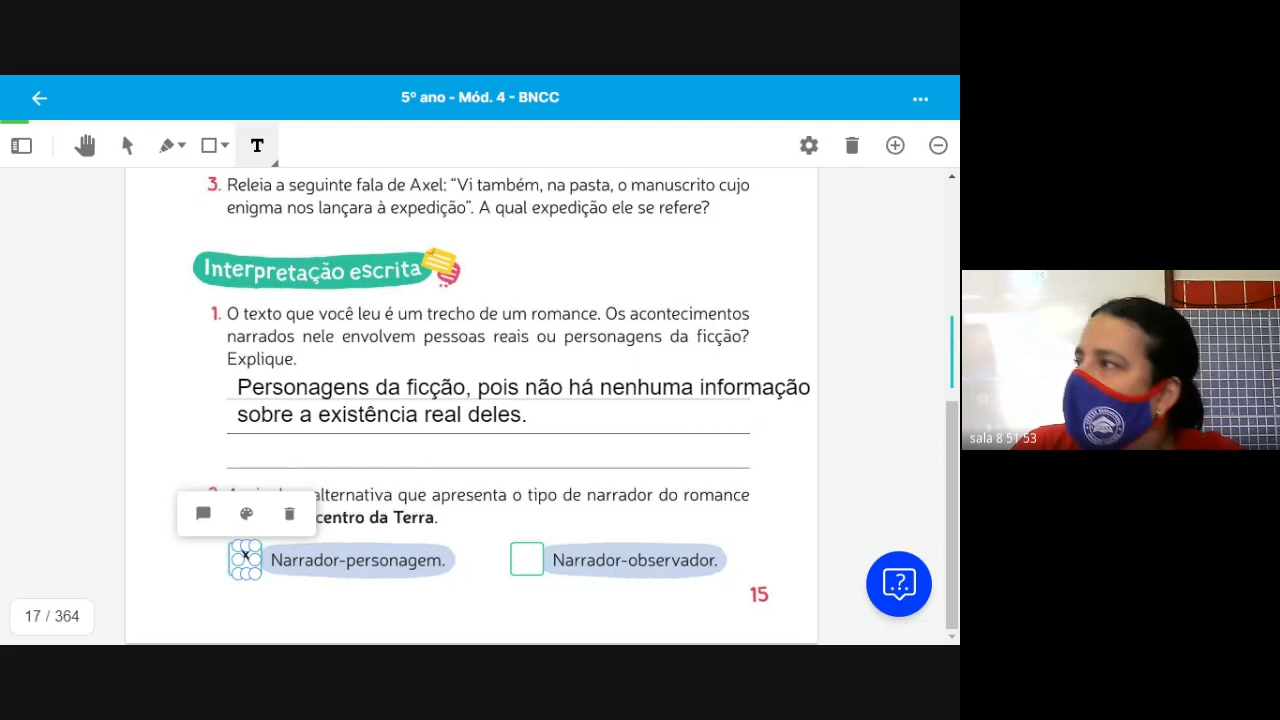 5º ano - Mód. 4 - BNCC
T
3. Releia a seguinte fala de Axel: “Vi também, na pasta, o manuscrito cujo
enigma nos lançara à expedição”. A qual expedição ele se refere?
Interpretação escrita
1. O texto que você leu é um trecho de um romance. Os acontecimentos
narrados nele envolvem pessoas reais ou personagens da ficção?
Explique.
Personagens da ficção, pois não há nenhuma informação
sobre a existência real deles.
alternativa que apresenta o tipo de narrador do romance
centro da Terra.
x Narrador-personagem.
Narrador-observador.
15
17 / 364
sala 8 51 53